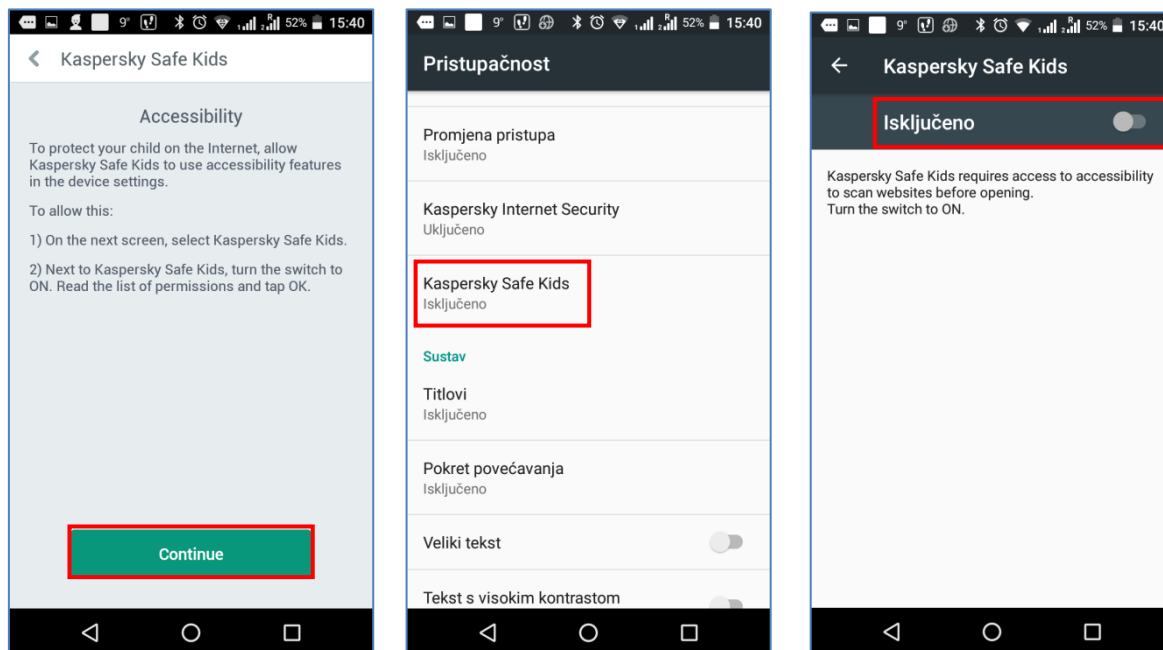 9° 52% 15:40
Kaspersky Safe Kids
Accessibility
To protect your child on the Internet, allow
Kaspersky Safe Kids to use accessibility features
in the device settings.
To allow this:
1) On the next screen, select Kaspersky Safe Kids.
2) Next to Kaspersky Safe Kids, turn the switch to
ON. Read the list of permissions and tap OK.
Continue
9° 52% 15:40
Pristupačnost
Promjena pristupa
Isključeno
Kaspersky Internet Security
Uključeno
Kaspersky Safe Kids
Isključeno
Sustav
Titlovi
Isključeno
Pokret povećavanja
Isključeno
Veliki tekst
Tekst s visokim kontrastom
9° 52% 15:40
Kaspersky Safe Kids
Isključeno
Kaspersky Safe Kids requires access to accessibility
to scan websites before opening.
Turn the switch to ON.